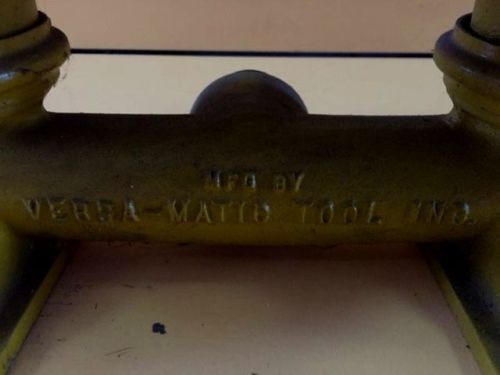 MFG BY
VERSA-MATIC TOOL INC.